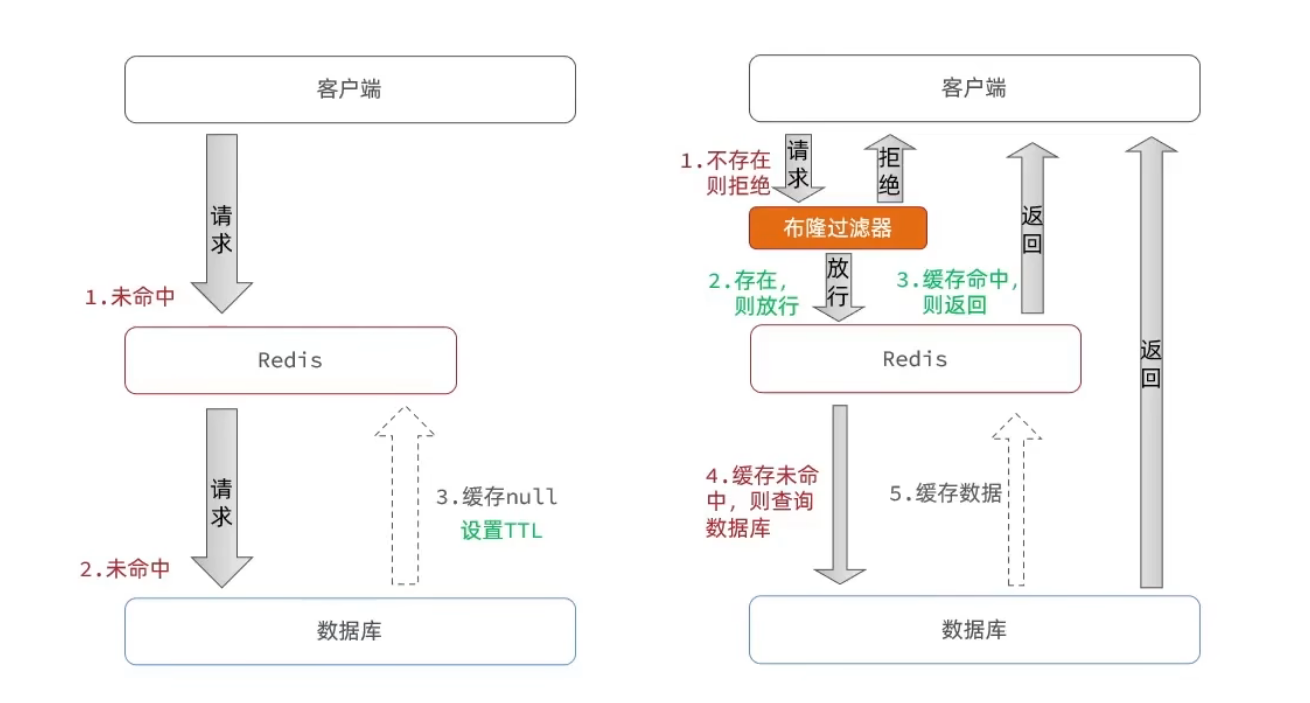 客户端
请求
1.未命中
Redis
请求
3.缓存null
设置TTL
2.未命中
数据库
客户端
1.不存在
则拒绝
请求
拒绝
布隆过滤器
2.存在，
则放行
放行
3.缓存命中，
则返回
返回
Redis
返回
4.缓存未命
中，则查询
数据库
5.缓存数据
数据库